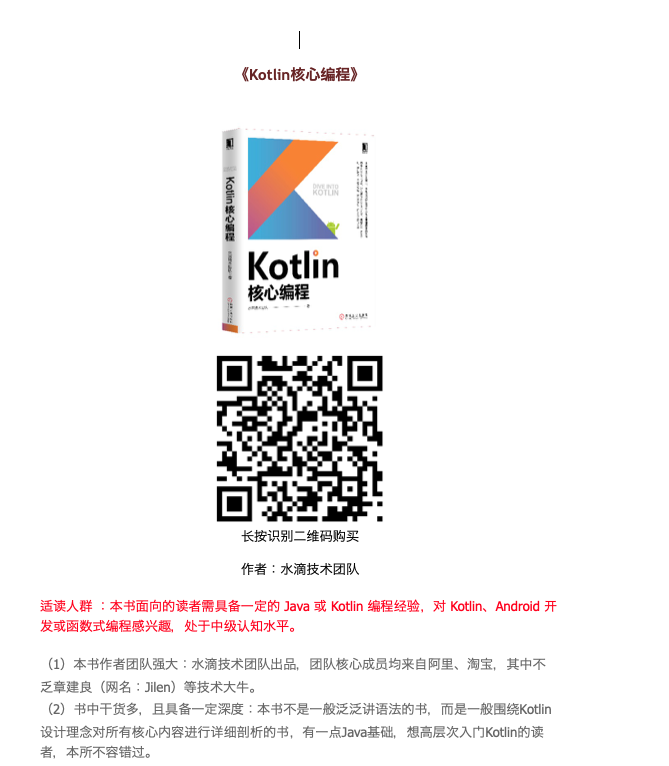 《Kotlin核心编程》
Kotlin核心编程
DIVE INTO
KOTLIN
Kotlin
核心编程
长按识别二维码购买
作者：水滴技术团队
适读人群 ：本书面向的读者需具备一定的 Java 或 Kotlin 编程经验，对 Kotlin、Android 开
发或函数式编程感兴趣，处于中级认知水平。
（1）本书作者团队强大：水滴技术团队出品，团队核心成员均来自阿里、淘宝，其中不
乏章建良（网名：Jilen）等技术大牛。
（2）书中干货多，且具备一定深度：本书不是一般泛泛讲语法的书，而是一般围绕Kotlin
设计理念对所有核心内容进行详细剖析的书，有一点Java基础，想高层次入门Kotlin的读
者，本所不容错过。